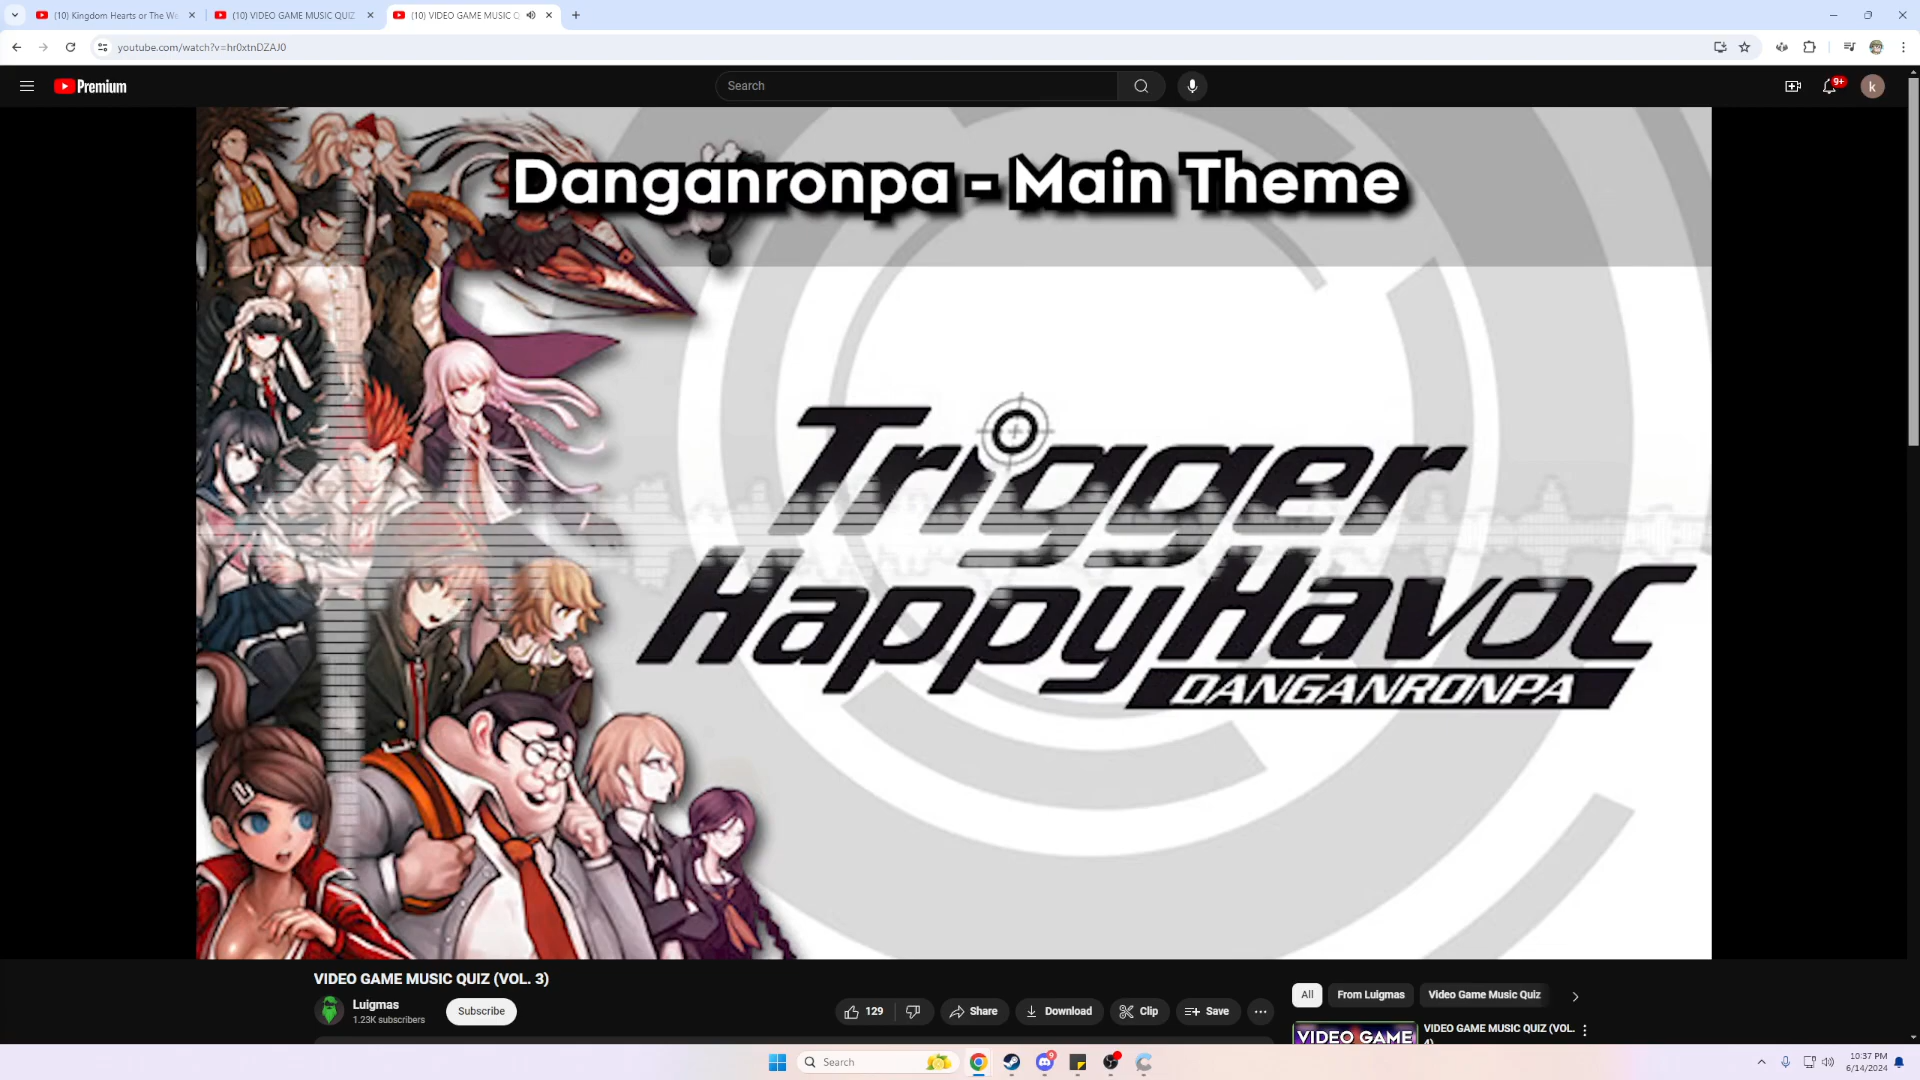 (10) Kingdom Hearts or The We
(10) VIDEO GAME MUSIC QUIZ
(10) VIDEO GAME MUSIC Q
youtube.com/watch?v=hr0xtnDZAJ0
Premium
Search
9+
k
Danganronpa - Main Theme
Trigger
Happy Havoc
DANGANRONPA
VIDEO GAME MUSIC QUIZ (VOL. 3)
Luigmas
1.23K subscribers
Subscribe
129
Share
Download
Clip
Save
All
From Luigmas
Video Game Music Quiz
VIDEO GAME
VIDEO GAME MUSIC QUIZ (VOL.
4)
Search
9
10:37 PM
6/14/2024